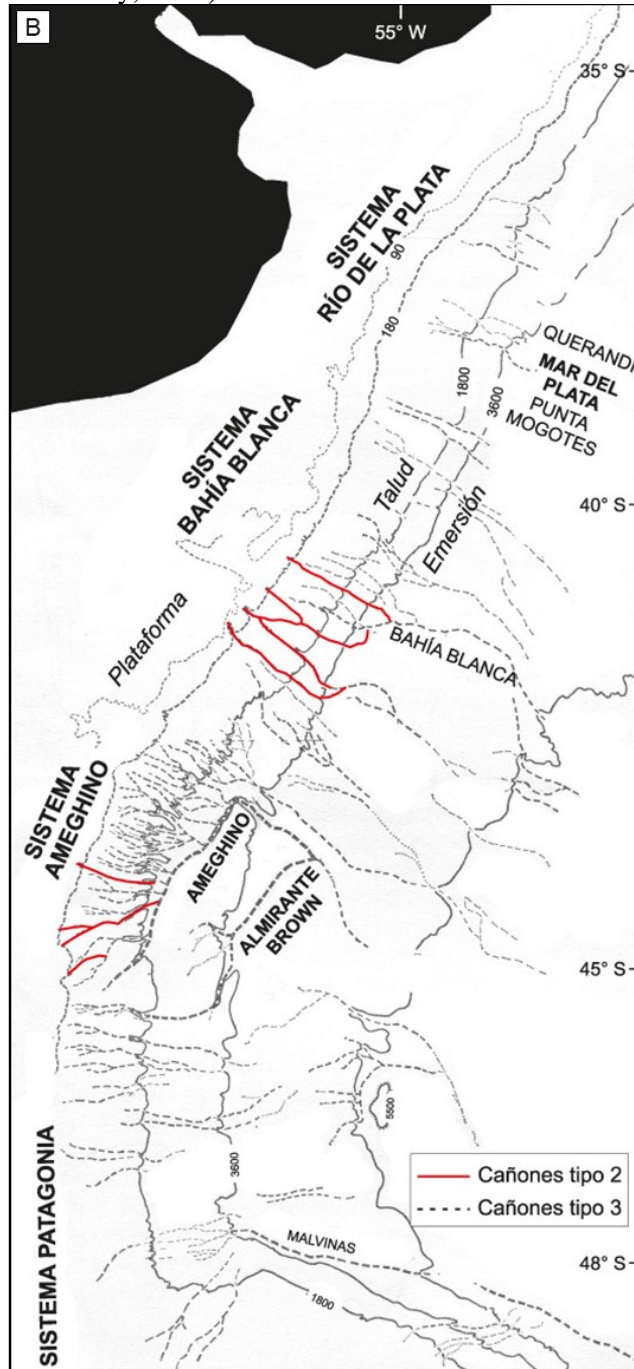 B
55° W
35° S
SISTEMA
RÍO DE LA PLATA
90
180
QUERANDÍ
MAR DEL
PLATA
PUNTA
MOGOTES
1800
3600
SISTEMA
BAHÍA BLANCA
Talud
Emersión
40° S
Plataforma
BAHÍA BLANCA
SISTEMA
AMEGHINO
AMEGHINO
ALMIRANTE
BROWN
45° S
5500
3600
Cañones tipo 2
Cañones tipo 3
MALVINAS
48° S
1800
SISTEMA PATAGONIA